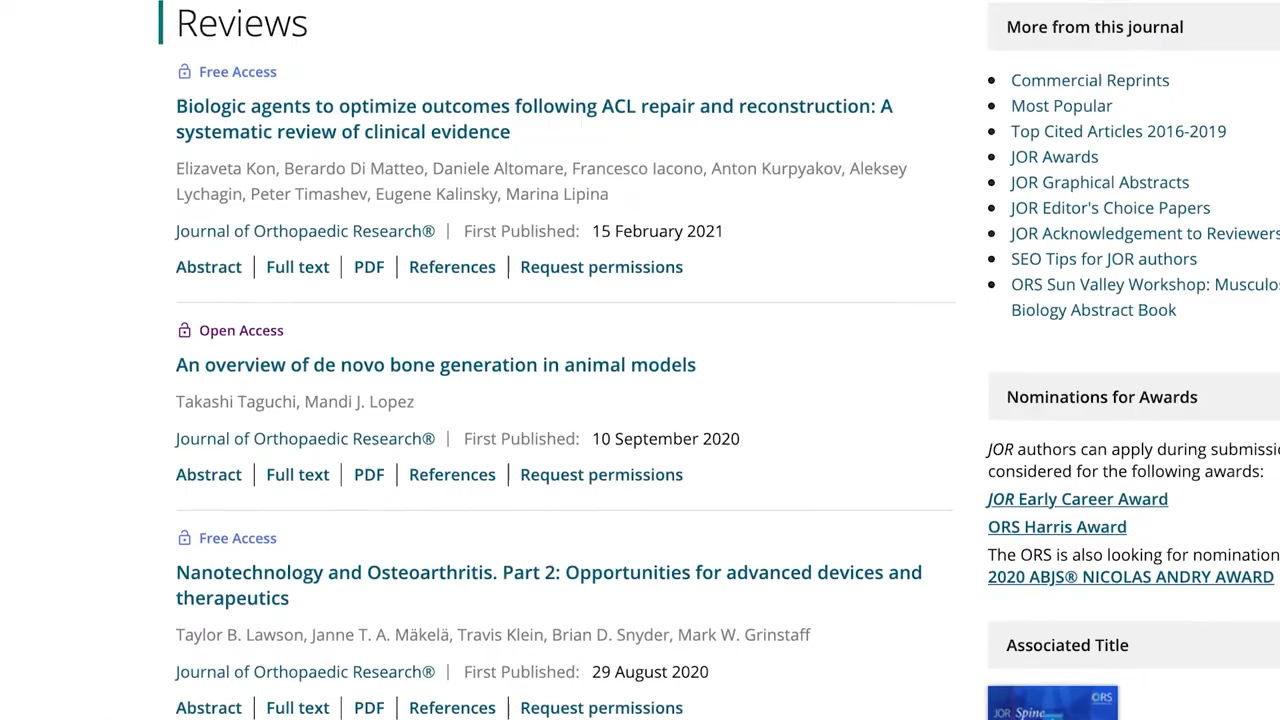 Reviews
Free Access
Biologic agents to optimize outcomes following ACL repair and reconstruction: A
systematic review of clinical evidence
Elizaveta Kon, Berardo Di Matteo, Daniele Altomare, Francesco Iacono, Anton Kurpyakov, Aleksey
Lychagin, Peter Timashev, Eugene Kalinsky, Marina Lipina
Journal of Orthopaedic Research® | First Published: 15 February 2021
Abstract | Full text | PDF | References | Request permissions
Open Access
An overview of de novo bone generation in animal models
Takashi Taguchi, Mandi J. Lopez
Journal of Orthopaedic Research® | First Published: 10 September 2020
Abstract | Full text | PDF | References | Request permissions
Free Access
Nanotechnology and Osteoarthritis. Part 2: Opportunities for advanced devices and
therapeutics
Taylor B. Lawson, Janne T. A. Mäkelä, Travis Klein, Brian D. Snyder, Mark W. Grinstaff
Journal of Orthopaedic Research® | First Published: 29 August 2020
Abstract | Full text | PDF | References | Request permissions
More from this journal
Commercial Reprints
Most Popular
Top Cited Articles 2016-2019
JOR Awards
JOR Graphical Abstracts
JOR Editor's Choice Papers
JOR Acknowledgement to Reviewers
SEO Tips for JOR authors
ORS Sun Valley Workshop: Musculos
Biology Abstract Book
Nominations for Awards
JOR authors can apply during submissio
considered for the following awards:
JOR Early Career Award
ORS Harris Award
The ORS is also looking for nomination
2020 ABJS® NICOLAS ANDRY AWARD
Associated Title
ORS
JOR Spine